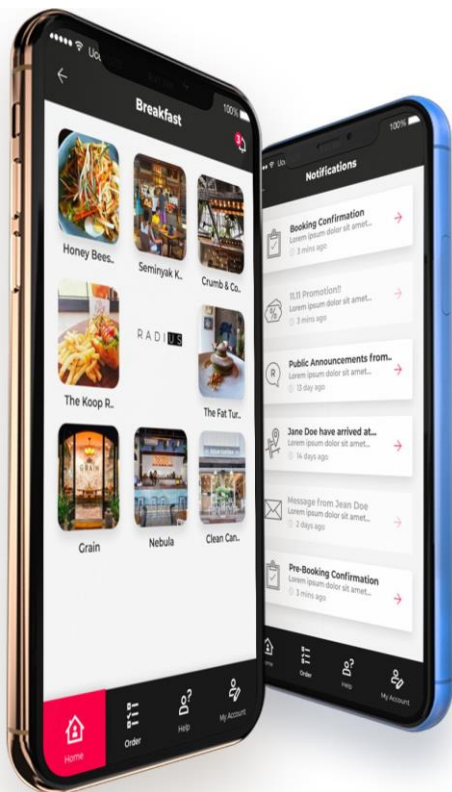 100%
Breakfast
3
Honey Bees..
Seminyak K..
Crumb & Co..
The Koop R..
RADIUS
The Fat Tur..
GRAIN
Grain
Nebula
Clean Can..
Home
Order
Help
My Account
100%
Notifications
Booking Confirmation
Lorem ipsum dolor sit amet...
3 mins ago
11.11 Promotion!!
Lorem ipsum dolor sit amet...
3 mins ago
R
Public Announcements from..
Lorem ipsum dolor sit amet...
13 day ago
Jane Doe have arrived at...
Lorem ipsum dolor sit amet...
14 days ago
Message from Jean Doe
Lorem ipsum dolor sit amet...
2 days ago
Pre-Booking Confirmation
Lorem ipsum dolor sit amet...
3 mins ago
Order
Help
My Account